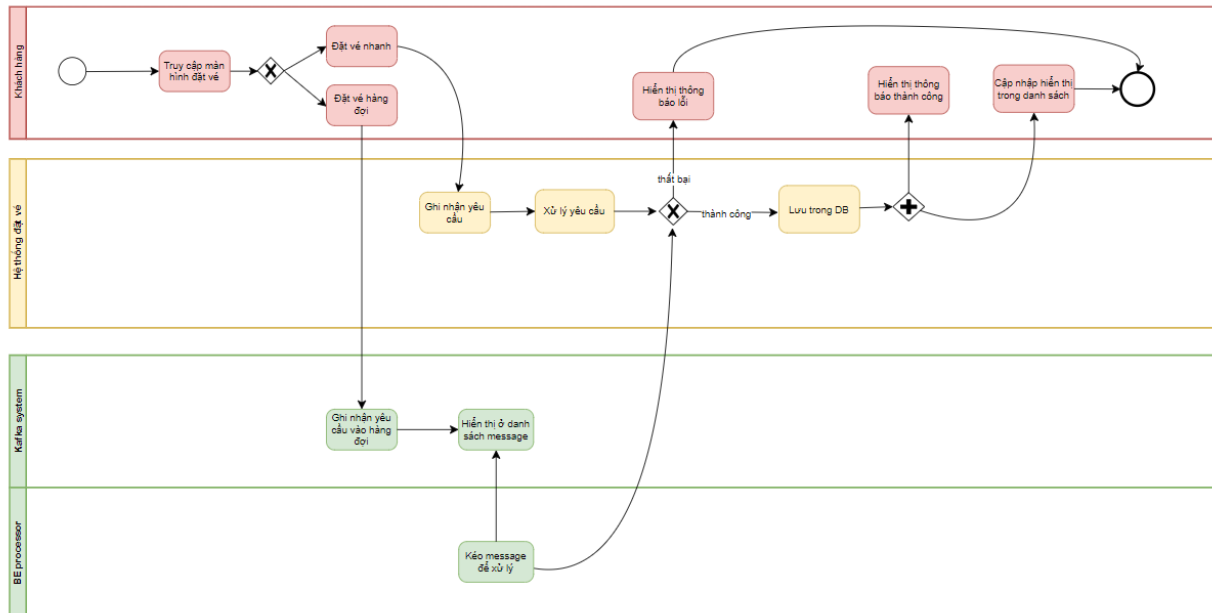 Khách hàng
Truy cập màn
hình đặt vé
Đặt vé nhanh
Đặt vé hàng
đợi
Hiển thị thông
báo lỗi
Hiển thị thông
báo thành công
Cập nhập hiển thị
trong danh sách
Hệ thống đặt vé
thất bại
Ghi nhận yêu
cầu
Xử lý yêu cầu
thành công
Lưu trong DB
Kafka system
Ghi nhận yêu
cầu vào hàng
đợi
Hiển thị ở danh
sách message
BE processor
Kéo message
để xử lý